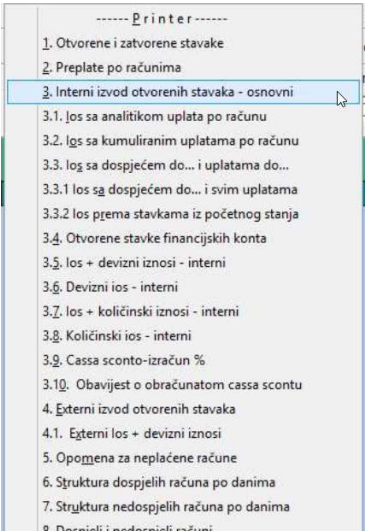 ------ Printer------
1. Otvorene i zatvorene stavake
2. Preplate po računima
3. Interni izvod otvorenih stavaka - osnovni
3.1. Ios sa analitikom uplata po računu
3.2. Ios sa kumuliranim uplatama po računu
3.3. Ios sa dospjećem do... i uplatama do...
3.3.1 Ios sa dospjećem do... i svim uplatama
3.3.2 Ios prema stavkama iz početnog stanja
3.4. Otvorene stavke financijskih konta
3.5. Ios + devizni iznosi - interni
3.6. Devizni ios - interni
3.7. Ios + količinski iznosi - interni
3.8. Količinski ios - interni
3.9. Cassa sconto-izračun %
3.10. Obavijest o obračunatom cassa scontu
4. Externi izvod otvorenih stavaka
4.1. Externi Ios + devizni iznosi
5. Opomena za neplaćene račune
6. Struktura dospjelih računa po danima
7. Struktura nedospjelih računa po danima
8. Dospjeli i nedospjeli računi